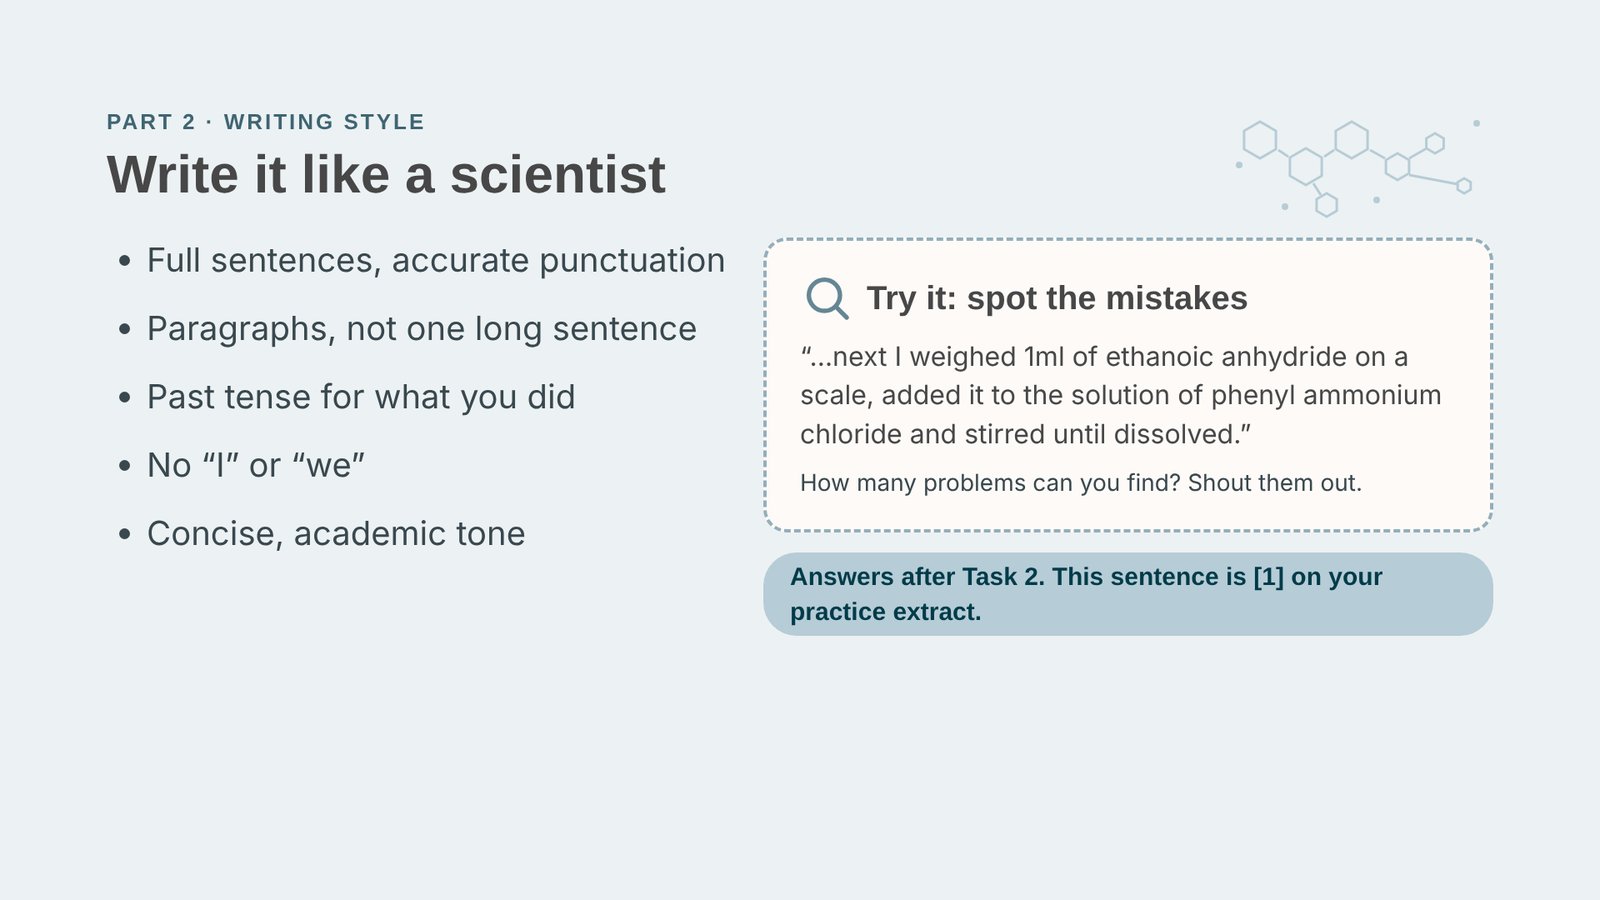 PART 2 · WRITING STYLE
Write it like a scientist
• Full sentences, accurate punctuation
• Paragraphs, not one long sentence
• Past tense for what you did
• No “I” or “we”
• Concise, academic tone
Try it: spot the mistakes
“…next I weighed 1ml of ethanoic anhydride on a
scale, added it to the solution of phenyl ammonium
chloride and stirred until dissolved.”
How many problems can you find? Shout them out.
Answers after Task 2. This sentence is [1] on your
practice extract.